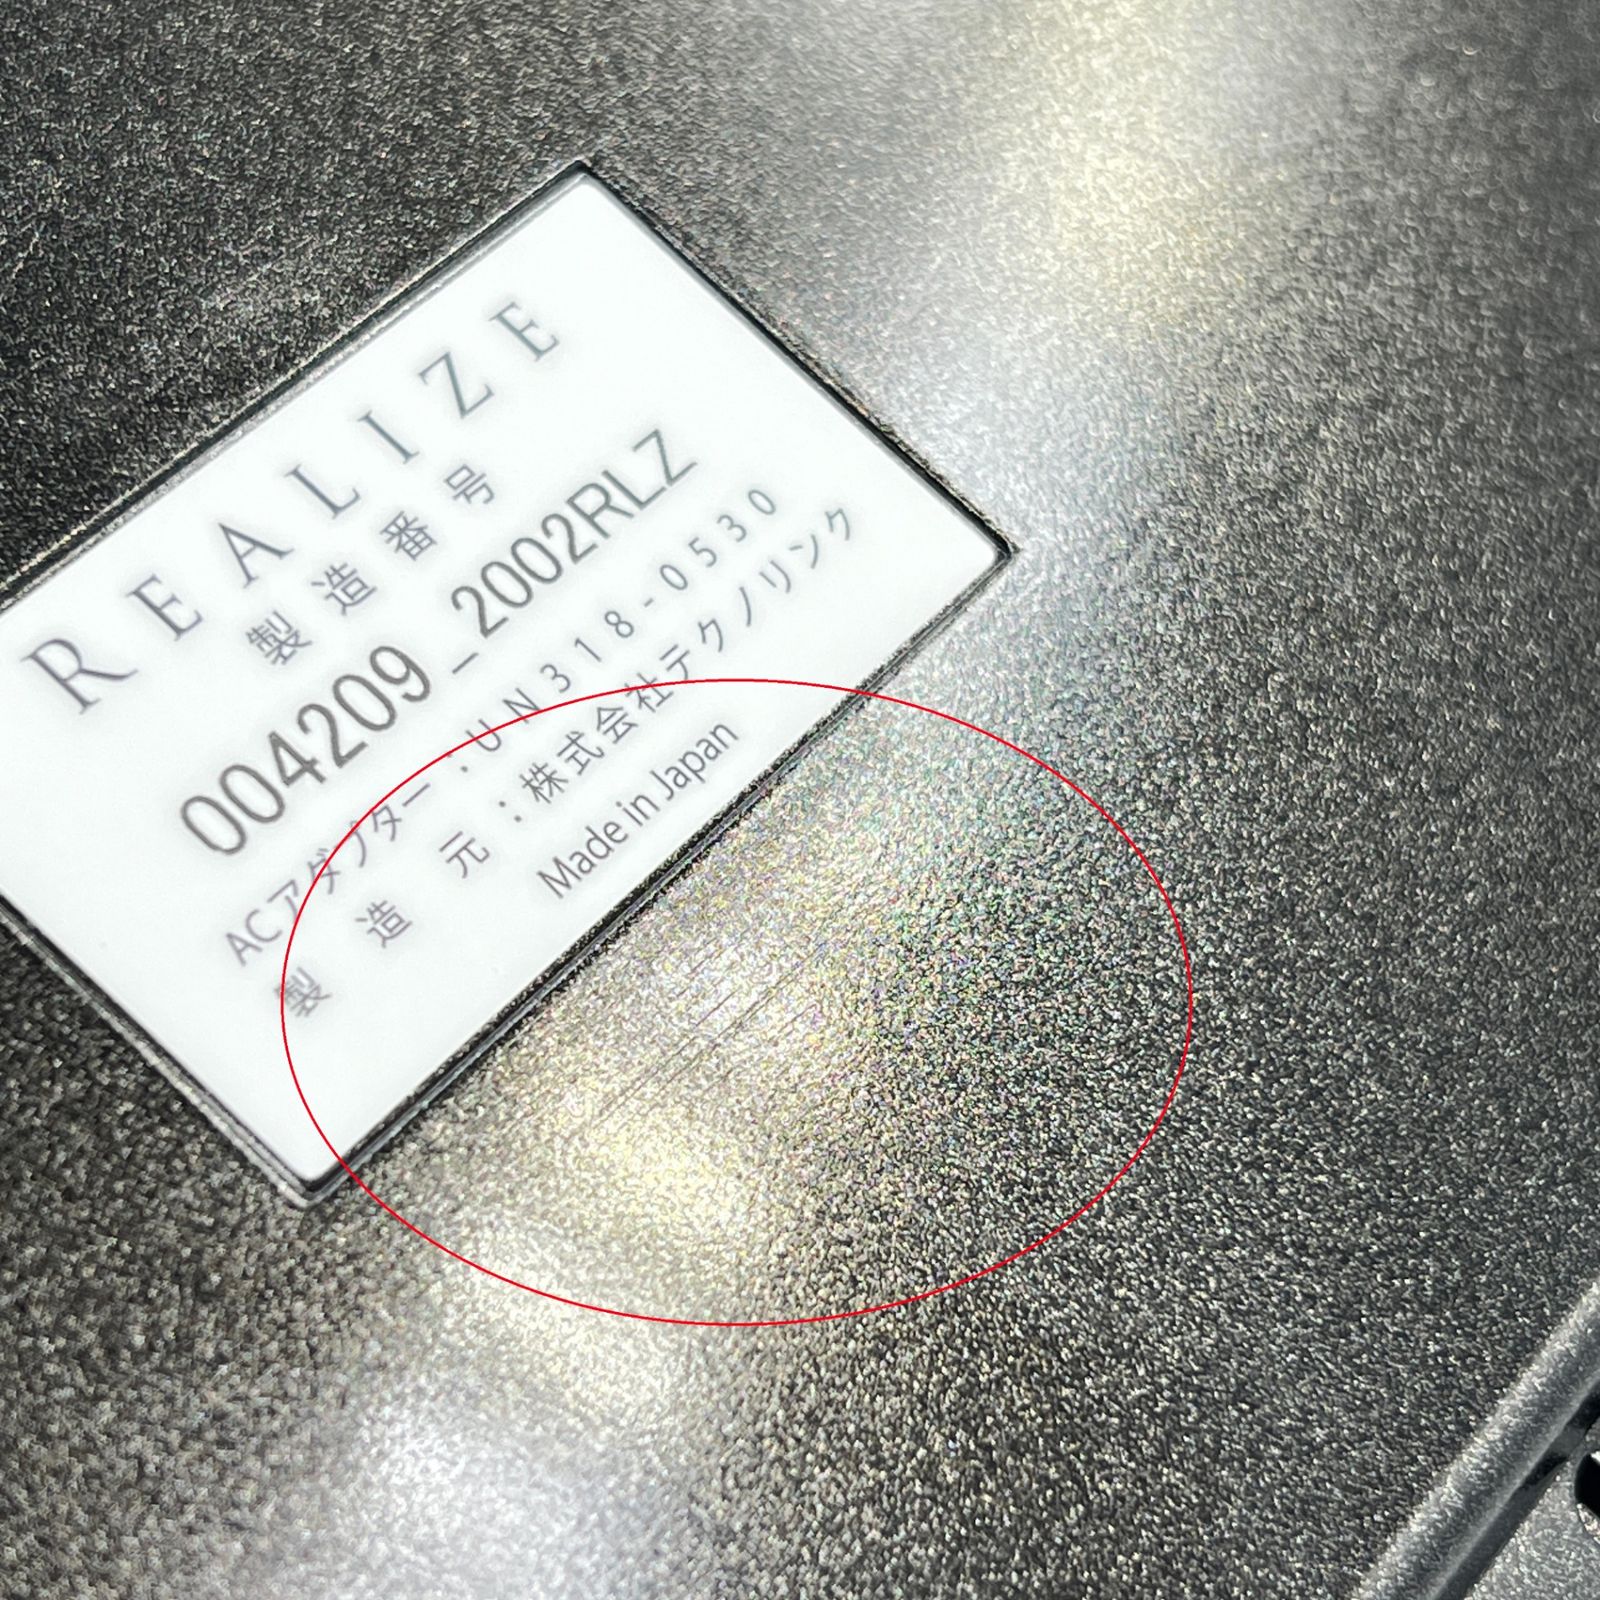 REALIZE
製造番号
004209_2002RLZ
ACアダプター：UN318-0530
製造元：株式会社テクノリンク
Made in Japan